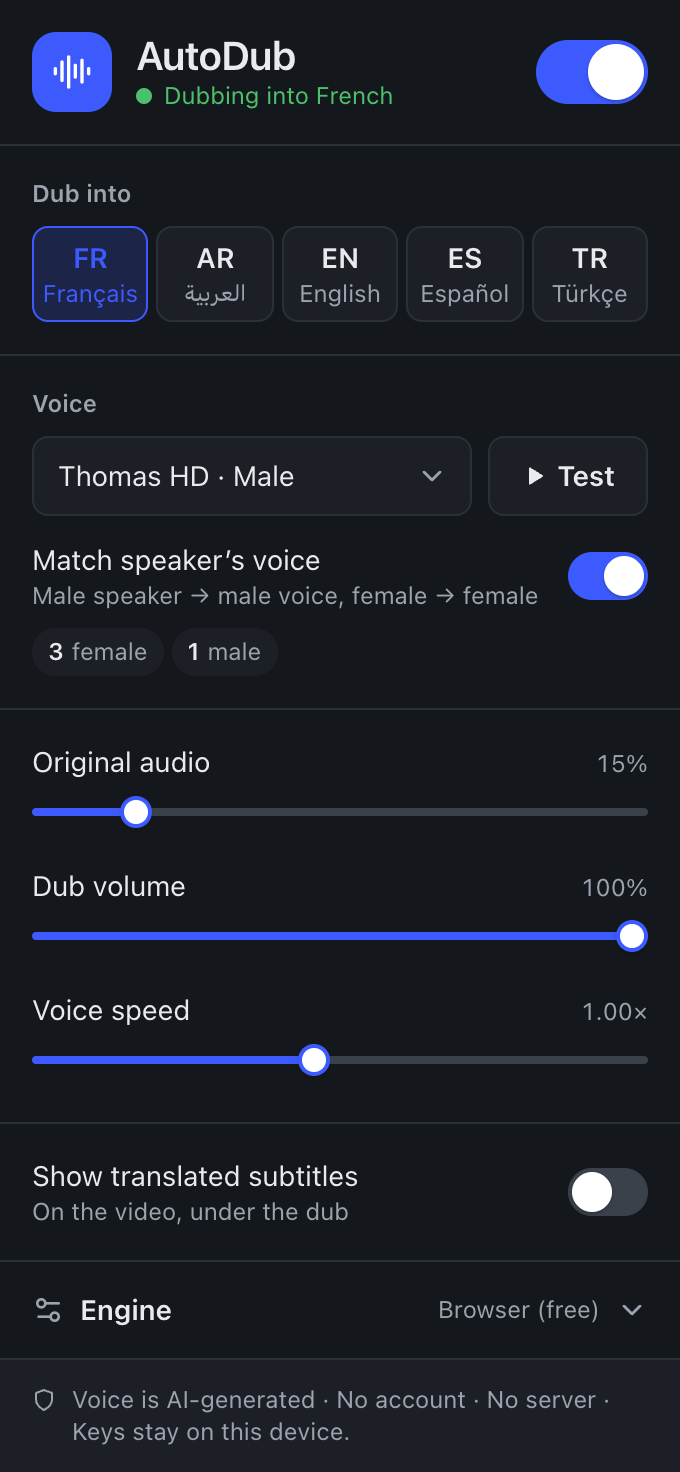 AutoDub
Dubbing into French
Dub into
FR
Français
AR
العربية
EN
English
ES
Español
TR
Türkçe
Voice
Thomas HD · Male
Test
Match speaker’s voice
Male speaker → male voice, female → female
3 female
1 male
Original audio
15%
Dub volume
100%
Voice speed
1.00×
Show translated subtitles
On the video, under the dub
Engine
Browser (free)
Voice is AI-generated · No account · No server ·
Keys stay on this device.